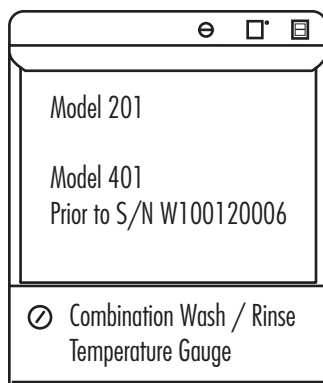 Model 201
Model 401
Prior to S/N W100120006
Combination Wash / Rinse
Temperature Gauge